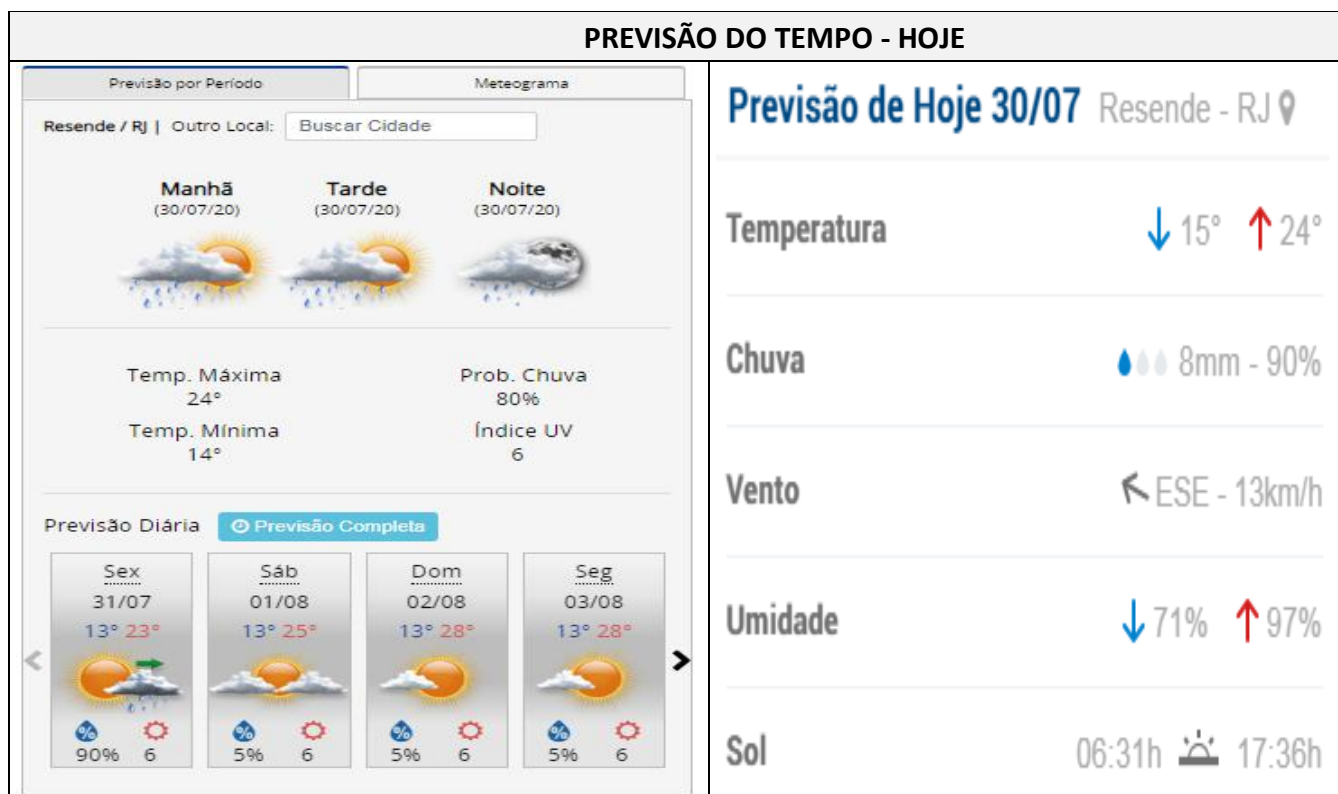 PREVISÃO DO TEMPO - HOJE
Previsão por Período Meteograma
Resende / RJ | Outro Local: Buscar Cidade
Manhã Tarde Noite
(30/07/20) (30/07/20) (30/07/20)
Temp. Máxima Prob. Chuva
24° 80%
Temp. Mínima Índice UV
14° 6
Previsão Diária Previsão Completa
Sex Sáb Dom Seg
31/07 01/08 02/08 03/08
13° 23° 13° 25° 13° 28° 13° 28°
% % % %
90% 6 5% 6 5% 6 5% 6
Previsão de Hoje 30/07 Resende - RJ
Temperatura 15° 24°
Chuva 8mm - 90%
Vento ESE - 13km/h
Umidade 71% 97%
Sol 06:31h 17:36h